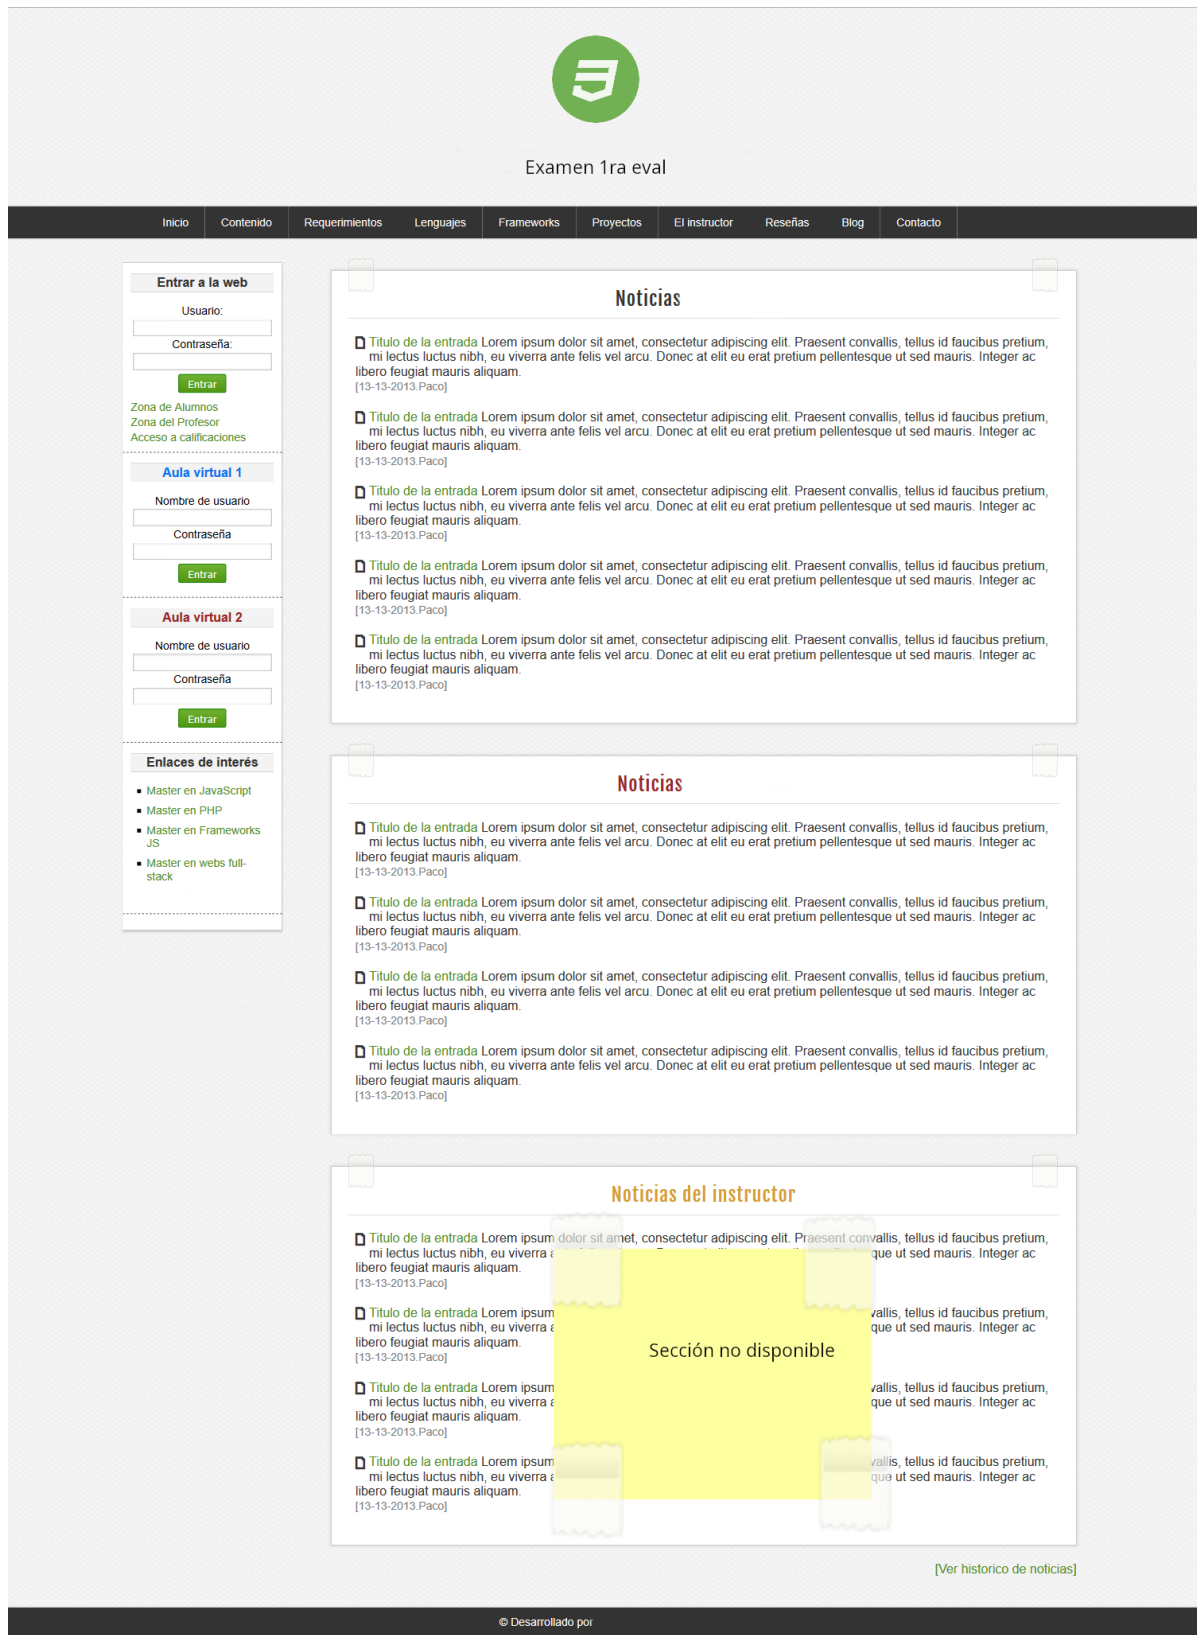 Examen 1ra eval
Inicio Contenido Requerimientos Lenguajes Frameworks Proyectos El instructor Reseñas Blog Contacto
Entrar a la web
Usuario:
Contraseña:
Entrar
Zona de Alumnos
Zona del Profesor
Acceso a calificaciones
Aula virtual 1
Nombre de usuario
Contraseña
Entrar
Aula virtual 2
Nombre de usuario
Contraseña
Entrar
Enlaces de interés
Master en JavaScript
Master en PHP
Master en Frameworks
JS
Master en webs full-
stack
Noticias
Titulo de la entrada Lorem ipsum dolor sit amet, consectetur adipiscing elit. Praesent convallis, tellus id faucibus pretium,
mi lectus luctus nibh, eu viverra ante felis vel arcu. Donec at elit eu erat pretium pellentesque ut sed mauris. Integer ac
libero feugiat mauris aliquam.
[13-13-2013.Paco]
Titulo de la entrada Lorem ipsum dolor sit amet, consectetur adipiscing elit. Praesent convallis, tellus id faucibus pretium,
mi lectus luctus nibh, eu viverra ante felis vel arcu. Donec at elit eu erat pretium pellentesque ut sed mauris. Integer ac
libero feugiat mauris aliquam.
[13-13-2013.Paco]
Titulo de la entrada Lorem ipsum dolor sit amet, consectetur adipiscing elit. Praesent convallis, tellus id faucibus pretium,
mi lectus luctus nibh, eu viverra ante felis vel arcu. Donec at elit eu erat pretium pellentesque ut sed mauris. Integer ac
libero feugiat mauris aliquam.
[13-13-2013.Paco]
Titulo de la entrada Lorem ipsum dolor sit amet, consectetur adipiscing elit. Praesent convallis, tellus id faucibus pretium,
mi lectus luctus nibh, eu viverra ante felis vel arcu. Donec at elit eu erat pretium pellentesque ut sed mauris. Integer ac
libero feugiat mauris aliquam.
[13-13-2013.Paco]
Titulo de la entrada Lorem ipsum dolor sit amet, consectetur adipiscing elit. Praesent convallis, tellus id faucibus pretium,
mi lectus luctus nibh, eu viverra ante felis vel arcu. Donec at elit eu erat pretium pellentesque ut sed mauris. Integer ac
libero feugiat mauris aliquam.
[13-13-2013.Paco]
Noticias
Titulo de la entrada Lorem ipsum dolor sit amet, consectetur adipiscing elit. Praesent convallis, tellus id faucibus pretium,
mi lectus luctus nibh, eu viverra ante felis vel arcu. Donec at elit eu erat pretium pellentesque ut sed mauris. Integer ac
libero feugiat mauris aliquam.
[13-13-2013.Paco]
Titulo de la entrada Lorem ipsum dolor sit amet, consectetur adipiscing elit. Praesent convallis, tellus id faucibus pretium,
mi lectus luctus nibh, eu viverra ante felis vel arcu. Donec at elit eu erat pretium pellentesque ut sed mauris. Integer ac
libero feugiat mauris aliquam.
[13-13-2013.Paco]
Titulo de la entrada Lorem ipsum dolor sit amet, consectetur adipiscing elit. Praesent convallis, tellus id faucibus pretium,
mi lectus luctus nibh, eu viverra ante felis vel arcu. Donec at elit eu erat pretium pellentesque ut sed mauris. Integer ac
libero feugiat mauris aliquam.
[13-13-2013.Paco]
Titulo de la entrada Lorem ipsum dolor sit amet, consectetur adipiscing elit. Praesent convallis, tellus id faucibus pretium,
mi lectus luctus nibh, eu viverra ante felis vel arcu. Donec at elit eu erat pretium pellentesque ut sed mauris. Integer ac
libero feugiat mauris aliquam.
[13-13-2013.Paco]
Noticias del instructor
Titulo de la entrada Lorem ipsum dolor sit amet, consectetur adipiscing elit. Praesent convallis, tellus id faucibus pretium,
mi lectus luctus nibh, eu viverra ut sed mauris. Integer ac
libero feugiat mauris aliquam.
[13-13-2013.Paco]
Titulo de la entrada Lorem ipsum tellus id faucibus pretium,
mi lectus luctus nibh, eu viverra ut sed mauris. Integer ac
libero feugiat mauris aliquam.
[13-13-2013.Paco]
Sección no disponible
Titulo de la entrada Lorem ipsum tellus id faucibus pretium,
mi lectus luctus nibh, eu viverra ut sed mauris. Integer ac
libero feugiat mauris aliquam.
[13-13-2013.Paco]
Titulo de la entrada Lorem ipsum tellus id faucibus pretium,
mi lectus luctus nibh, eu viverra ut sed mauris. Integer ac
libero feugiat mauris aliquam.
[13-13-2013.Paco]
[Ver historico de noticias]
© Desarrollado por